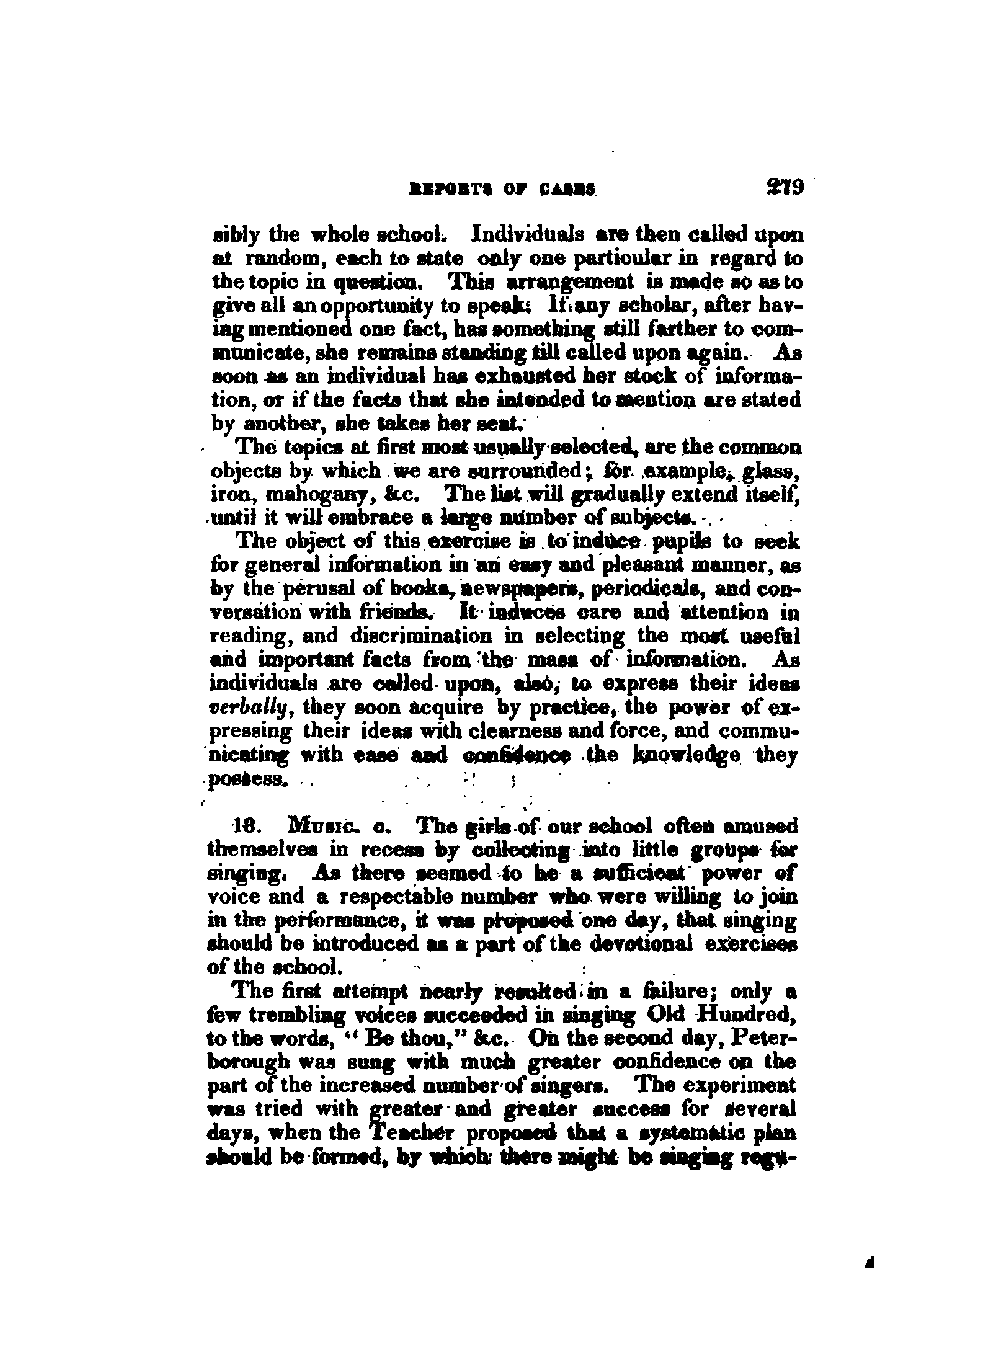 REPORTS OF CASES 279
sibly the whole school. Individuals are then called upon
at random, each to state only one particular in regard to
the topic in question. This arrangement is made so as to
give all an opportunity to speak; If any scholar, after hav-
ing mentioned one fact, has something still farther to com-
municate, she remains standing till called upon again. As
soon as an individual has exhausted her stock of informa-
tion, or if the facts that she intended to mention are stated
by another, she takes her seat.
The topics at first most usually selected, are the common
objects by which we are surrounded; for example, glass,
iron, mahogany, &c. The list will gradually extend itself,
until it will embrace a large number of subjects.
The object of this exercise is to induce pupils to seek
for general information in an easy and pleasant manner, as
by the perusal of books, newspapers, periodicals, and con-
versation with friends. It induces care and attention in
reading, and discrimination in selecting the most useful
and important facts from the mass of information. As
individuals are called upon, also, to express their ideas
verbally, they soon acquire by practice, the power of ex-
pressing their ideas with clearness and force, and commu-
nicating with ease and confidence the knowledge they
possess.
18. Music. c. The girls of our school often amused
themselves in recess by collecting into little groups for
singing. As there seemed to be a sufficient power of
voice and a respectable number who were willing to join
in the performance, it was proposed one day, that singing
should be introduced as a part of the devotional exercises
of the school.
The first attempt nearly resulted in a failure; only a
few trembling voices succeeded in singing Old Hundred,
to the words, "Be thou," &c. On the second day, Peter-
borough was sung with much greater confidence on the
part of the increased number of singers. The experiment
was tried with greater and greater success for several
days, when the Teacher proposed that a systematic plan
should be formed, by which there might be singing regu-